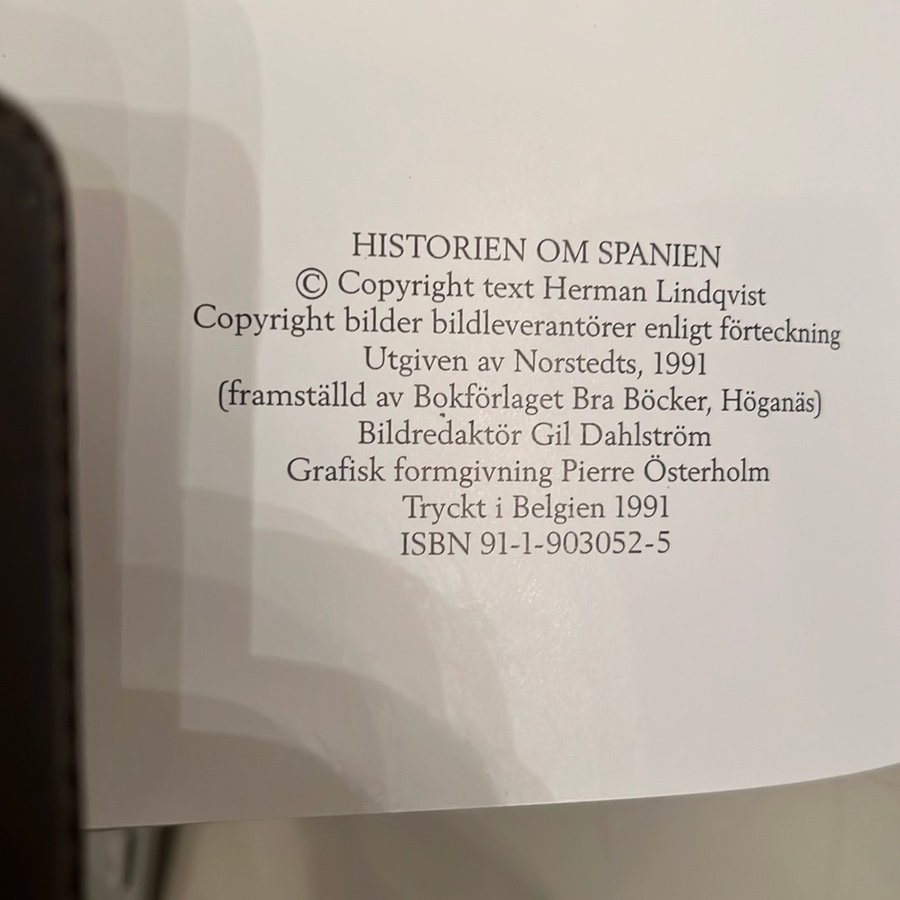 HISTORIEN OM SPANIEN
© Copyright text Herman Lindqvist
Copyright bilder bildleverantörer enligt förteckning
Utgiven av Norstedts, 1991
(framställd av Bokförlaget Bra Böcker, Höganäs)
Bildredaktör Gil Dahlström
Grafisk formgivning Pierre Österholm
Tryckt i Belgien 1991
ISBN 91-1-903052-5